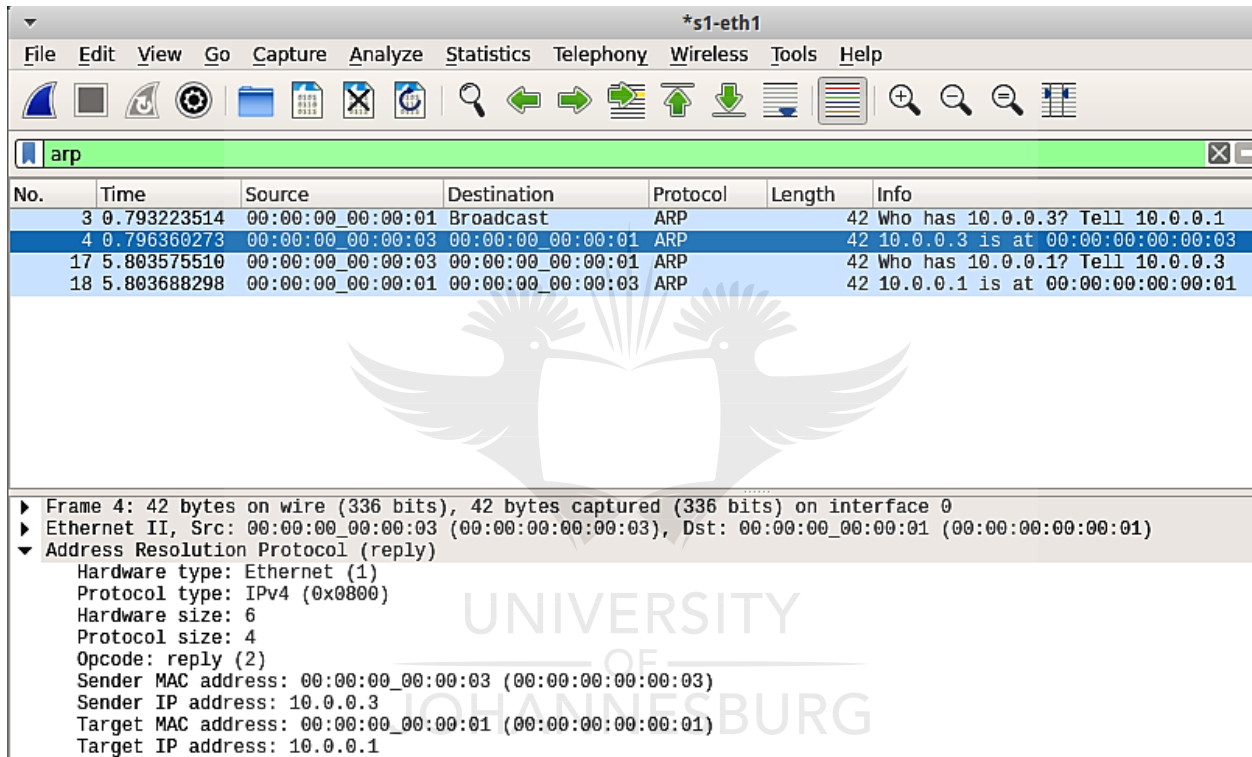 *s1-eth1
File Edit View Go Capture Analyze Statistics Telephony Wireless Tools Help
arp
No. Time Source Destination Protocol Length Info
3 0.793223514 00:00:00_00:00:01 Broadcast ARP 42 Who has 10.0.0.3? Tell 10.0.0.1
4 0.796360273 00:00:00_00:00:03 00:00:00_00:00:01 ARP 42 10.0.0.3 is at 00:00:00:00:00:03
17 5.803575510 00:00:00_00:00:03 00:00:00_00:00:01 ARP 42 Who has 10.0.0.1? Tell 10.0.0.3
18 5.803688298 00:00:00_00:00:01 00:00:00_00:00:03 ARP 42 10.0.0.1 is at 00:00:00:00:00:01
Frame 4: 42 bytes on wire (336 bits), 42 bytes captured (336 bits) on interface 0
Ethernet II, Src: 00:00:00_00:00:03 (00:00:00:00:00:03), Dst: 00:00:00_00:00:01 (00:00:00:00:00:01)
Address Resolution Protocol (reply)
Hardware type: Ethernet (1)
Protocol type: IPv4 (0x0800)
Hardware size: 6
Protocol size: 4
Opcode: reply (2)
Sender MAC address: 00:00:00_00:00:03 (00:00:00:00:00:03)
Sender IP address: 10.0.0.3
Target MAC address: 00:00:00_00:00:01 (00:00:00:00:00:01)
Target IP address: 10.0.0.1
UNIVERSITY
OF
JOHANNESBURG